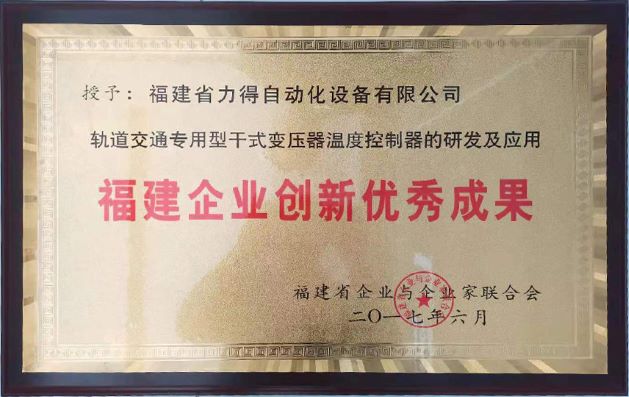 授予：福建省力得自动化设备有限公司
轨道交通专用型干式变压器温度控制器的研发及应用
福建企业创新优秀成果
福建省企业与企业家联合会
二〇一七年六月